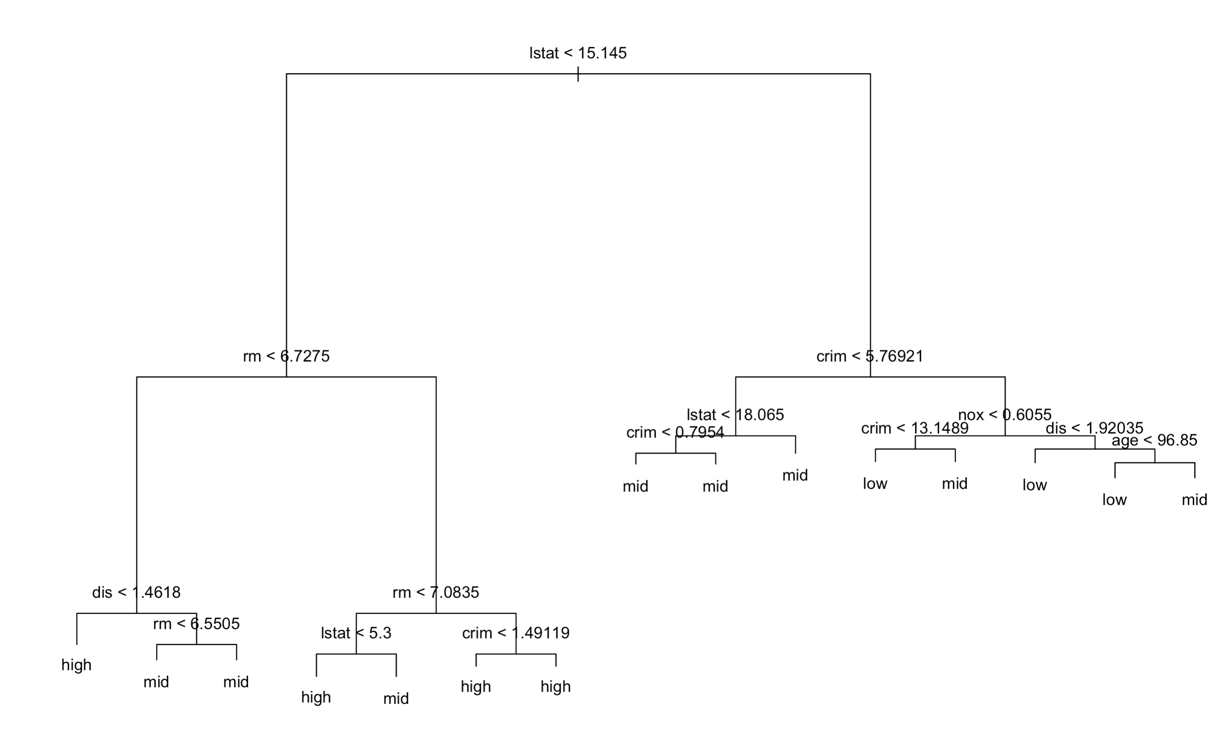 lstat < 15.145
rm < 6.7275
crim < 5.76921
lstat < 18.065
nox < 0.6055
crim < 0.7954
crim < 13.1489
dis < 1.92035
age < 96.85
mid
mid
mid
low
mid
low
low
mid
dis < 1.4618
rm < 7.0835
rm < 6.5505
lstat < 5.3
crim < 1.49119
high
mid
mid
high
mid
high
high